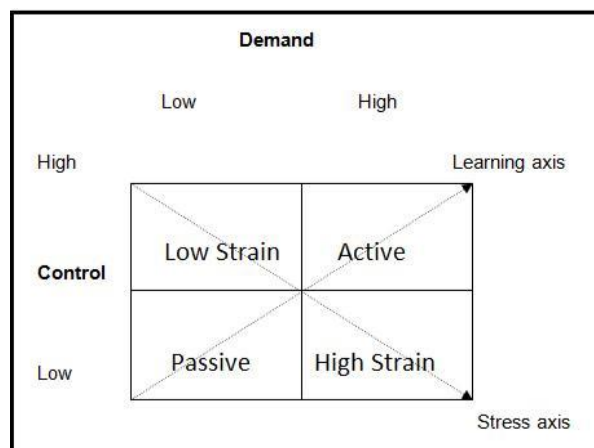 Demand
Low High
High Learning axis
Low Strain Active
Control
Passive High Strain
Low
Stress axis